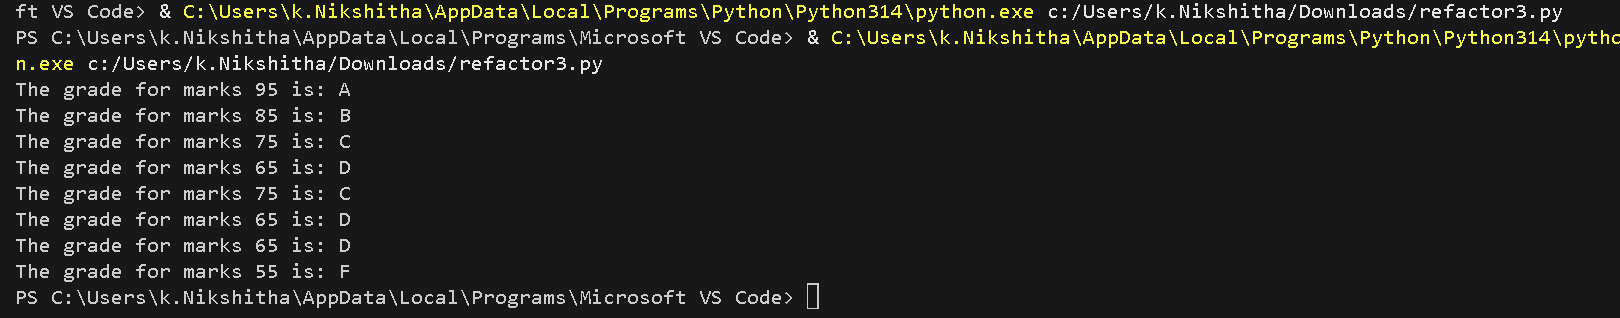 ft VS Code> & C:\Users\k.Nikshitha\AppData\Local\Programs\Python\Python314\python.exe c:/Users/k.Nikshitha/Downloads/refactor3.py
PS C:\Users\k.Nikshitha\AppData\Local\Programs\Microsoft VS Code> & C:\Users\k.Nikshitha\AppData\Local\Programs\Python\Python314\pytho
n.exe c:/Users/k.Nikshitha/Downloads/refactor3.py
The grade for marks 95 is: A
The grade for marks 85 is: B
The grade for marks 75 is: C
The grade for marks 65 is: D
The grade for marks 75 is: C
The grade for marks 65 is: D
The grade for marks 65 is: D
The grade for marks 55 is: F
PS C:\Users\k.Nikshitha\AppData\Local\Programs\Microsoft VS Code>